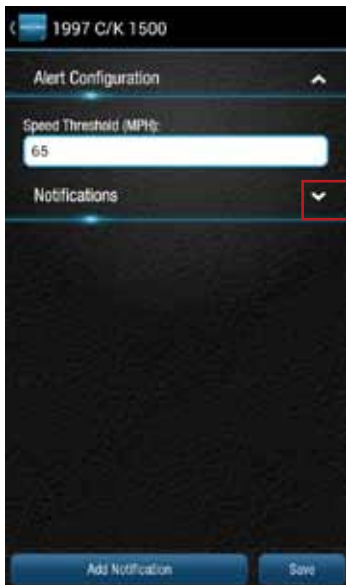 1997 C/K 1500
Alert Configuration
Speed Threshold (MPH):
65
Notifications
Add Notification Save